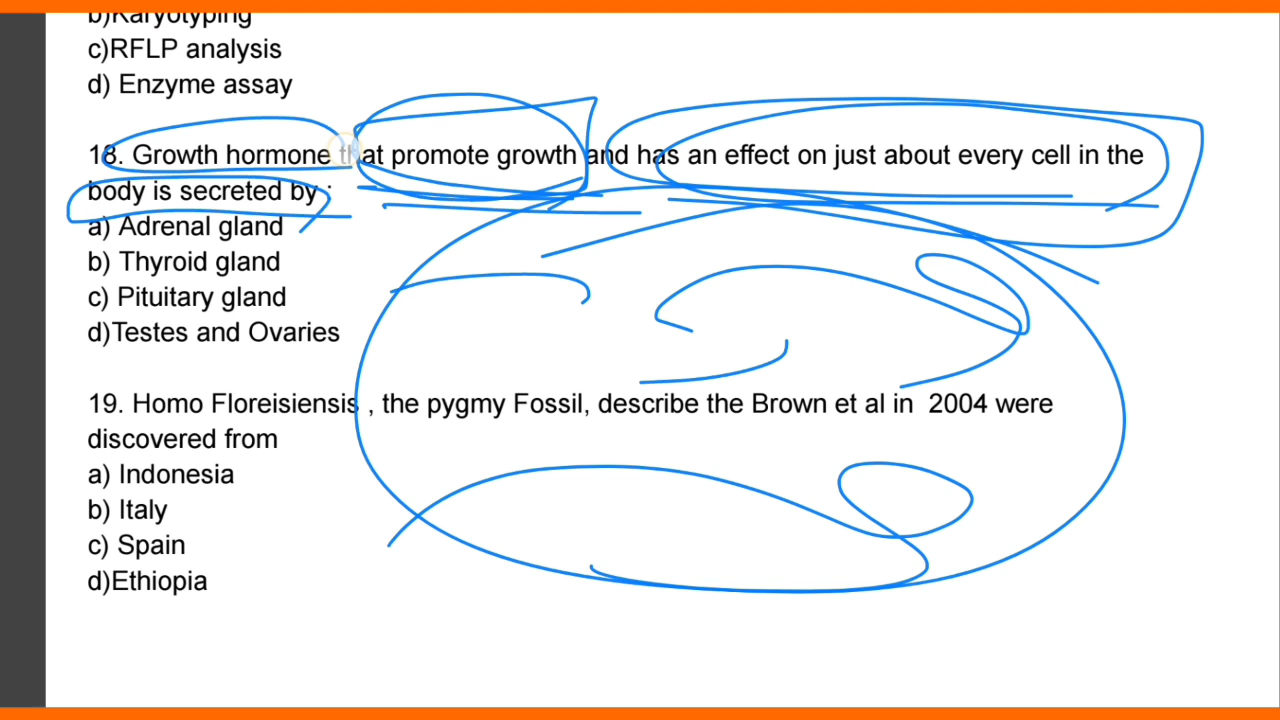 b)Karyotyping
c)RFLP analysis
d) Enzyme assay
18. Growth hormone that promote growth and has an effect on just about every cell in the
body is secreted by :
a) Adrenal gland
b) Thyroid gland
c) Pituitary gland
d)Testes and Ovaries
19. Homo Floreisiensis , the pygmy Fossil, describe the Brown et al in 2004 were
discovered from
a) Indonesia
b) Italy
c) Spain
d)Ethiopia